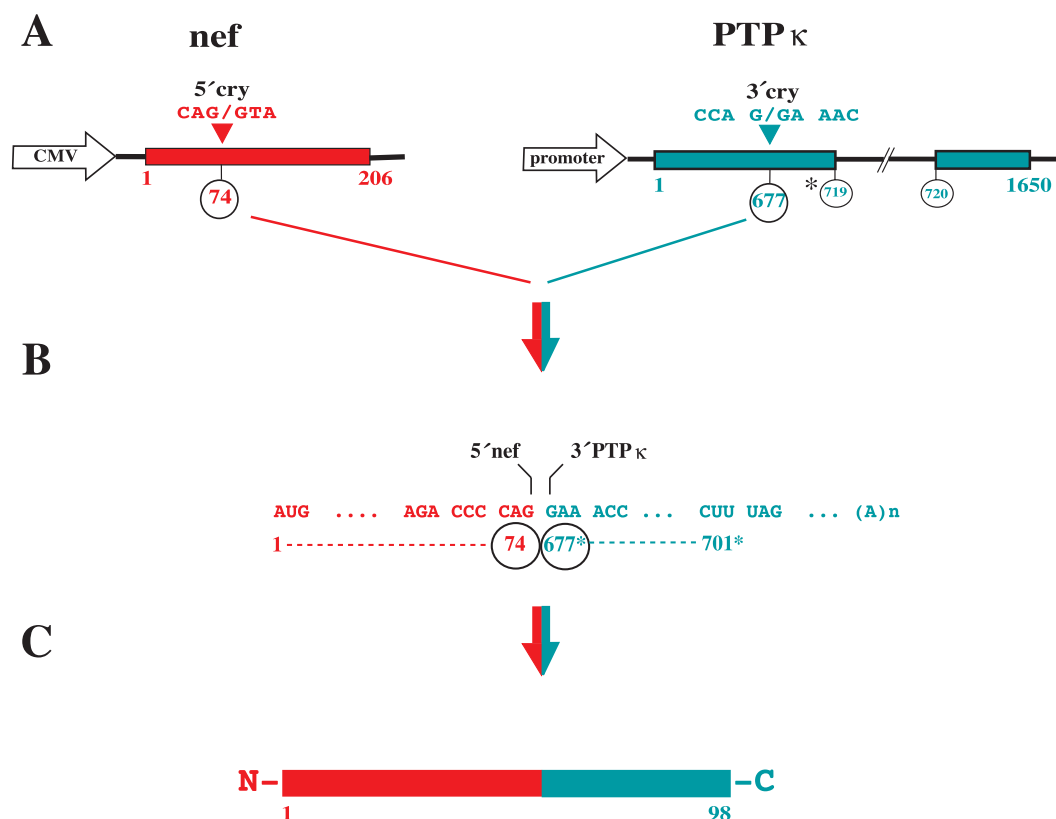 A
nef
PTP κ
5´cry
3´cry
CAG/GTA
CCA G/GA AAC
CMV
promoter
1
206
1
1650
74
677
*
719
720
B
5´nef
3´PTP κ
AUG .... AGA CCC CAG GAA ACC ... CUU UAG ... (A)n
1 74 677* 701*
C
N– –C
1
98